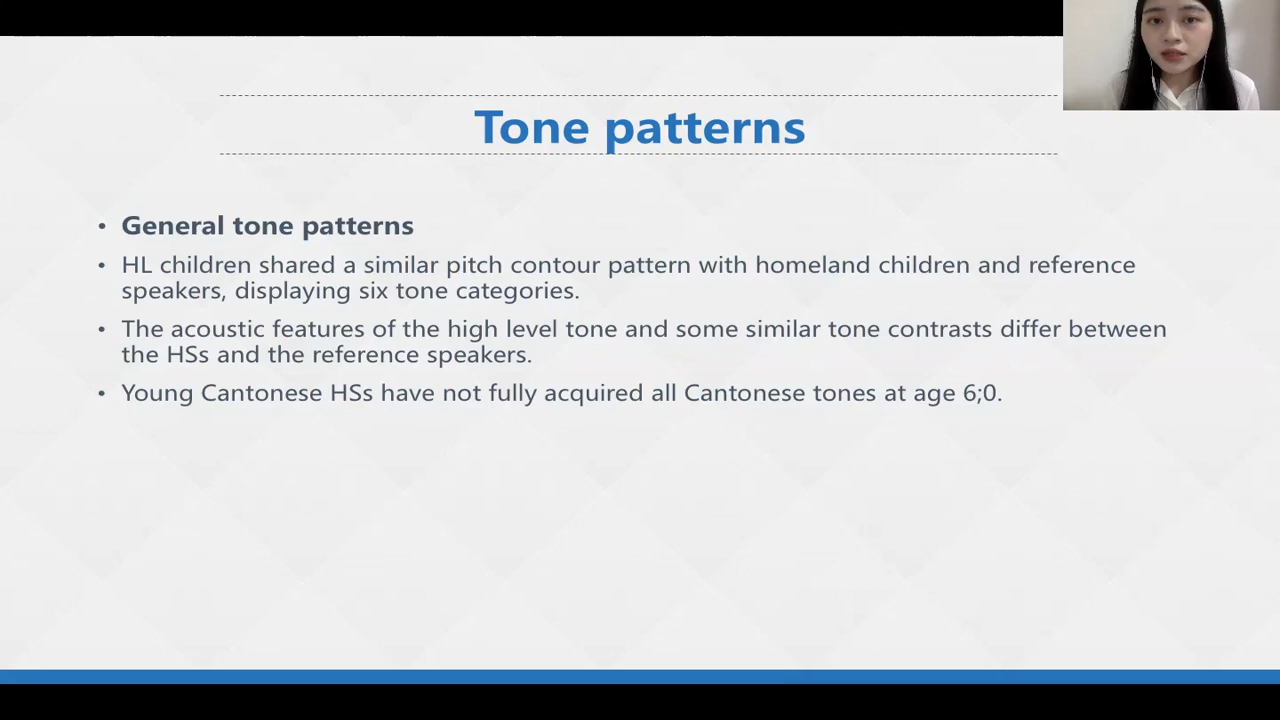 Tone patterns
• General tone patterns
• HL children shared a similar pitch contour pattern with homeland children and reference
speakers, displaying six tone categories.
• The acoustic features of the high level tone and some similar tone contrasts differ between
the HSs and the reference speakers.
• Young Cantonese HSs have not fully acquired all Cantonese tones at age 6;0.